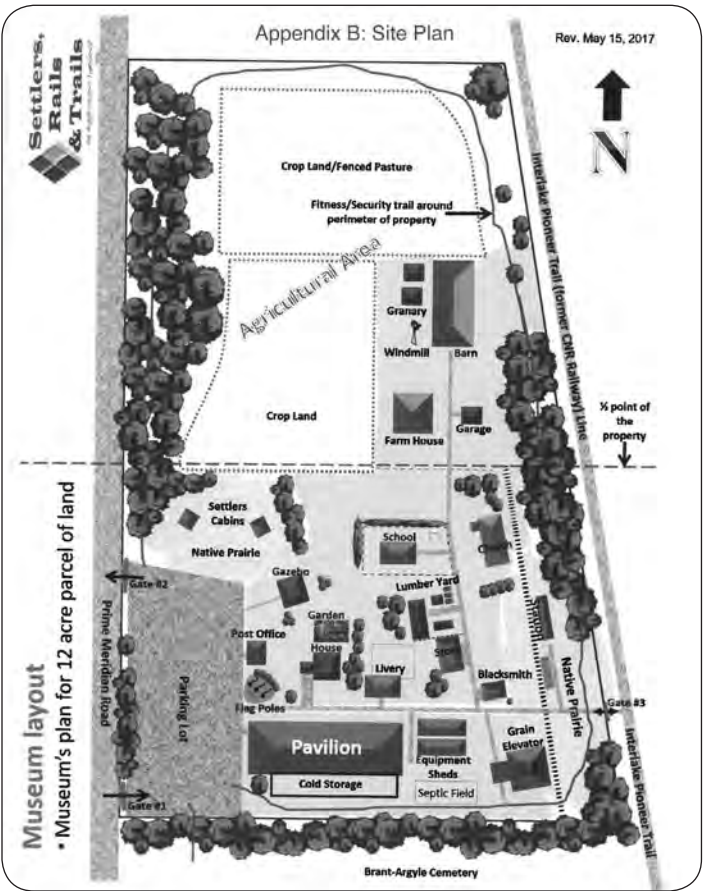 Appendix B: Site Plan
Rev. May 15, 2017
Settlers,
Rails
& Trails
N
Crop Land/Fenced Pasture
Fitness/Security trail around
perimeter of property
Interlake Pioneer Trail (former CNR Railway) Line
Agricultural Area
Granary
Windmill
Barn
Crop Land
Farm House
Garage
½ point of
the
property
Settlers
Cabins
Native Prairie
School
Gazebo
Lumber Yard
Garden
Station
Post Office
House
Store
Livery
Blacksmith
Native Prairie
Flag Poles
Gate #2
Gate #3
Prime Meridian Road
Parking Lot
Pavilion
Grain
Elevator
Equipment
Sheds
Cold Storage
Septic Field
Gate #1
Interlake Pioneer Trail
Museum layout
• Museum's plan for 12 acre parcel of land
Brant-Argyle Cemetery